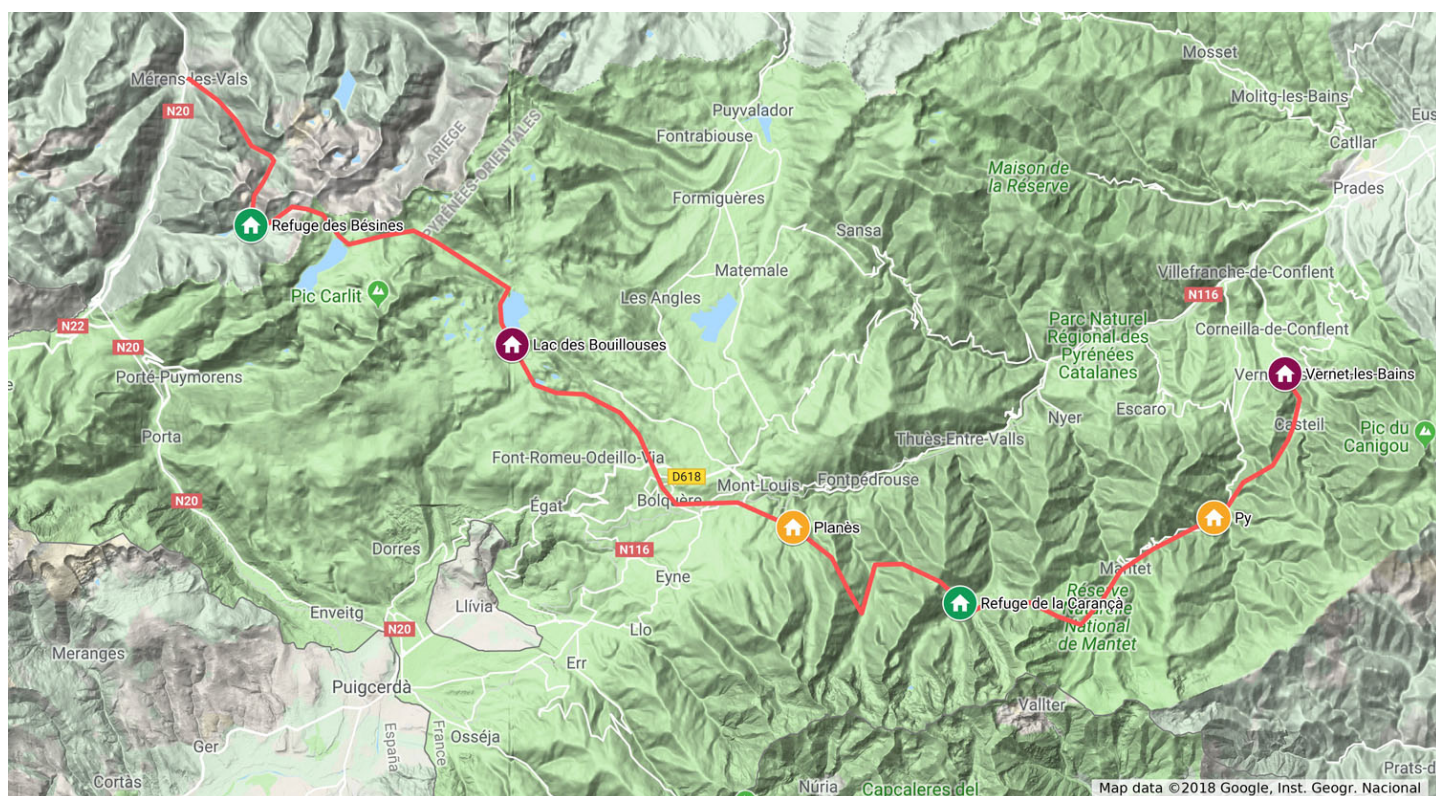 Mosset
Mérens-les-Vals
Molitg-les-Bains
N20
Puyvalador
Eus
ARIEGE
Fontrabiouse
PYRÉNÉES-ORIENTALES
Catllar
Maison de
la Réserve
Prades
Formiguères
Refuge des Bésines
Sansa
Matemale
Villefranche-de-Conflent
Pic Carlit
Les Angles
N116
N22
Parc Naturel
Régional des
Pyrénées
Catalanes
Corneilla-de-Conflent
N20
Lac des Bouillouses
Porté-Puymorens
Vernet-les Bains
Escaro
Nyer
Casteil
Pic du
Canigou
Porta
Thuès-Entre-Valls
Font-Romeu-Odeillo-Via
D618
Mont-Louis
Fontpédrouse
N20
Égat
Bolquère
Planès
Py
Dorres
N116
Eyne
Mantet
Réserve
Naturelle
National
de Mantet
Refuge de la Carança
Enveitg
Llívia
N20
Llo
Meranges
Err
Puigcerdà
Vallter
Ger
España
France
Osséja
Prats-d
Cortàs
Núria
Capçaleres del
Map data ©2018 Google, Inst. Geogr. Nacional